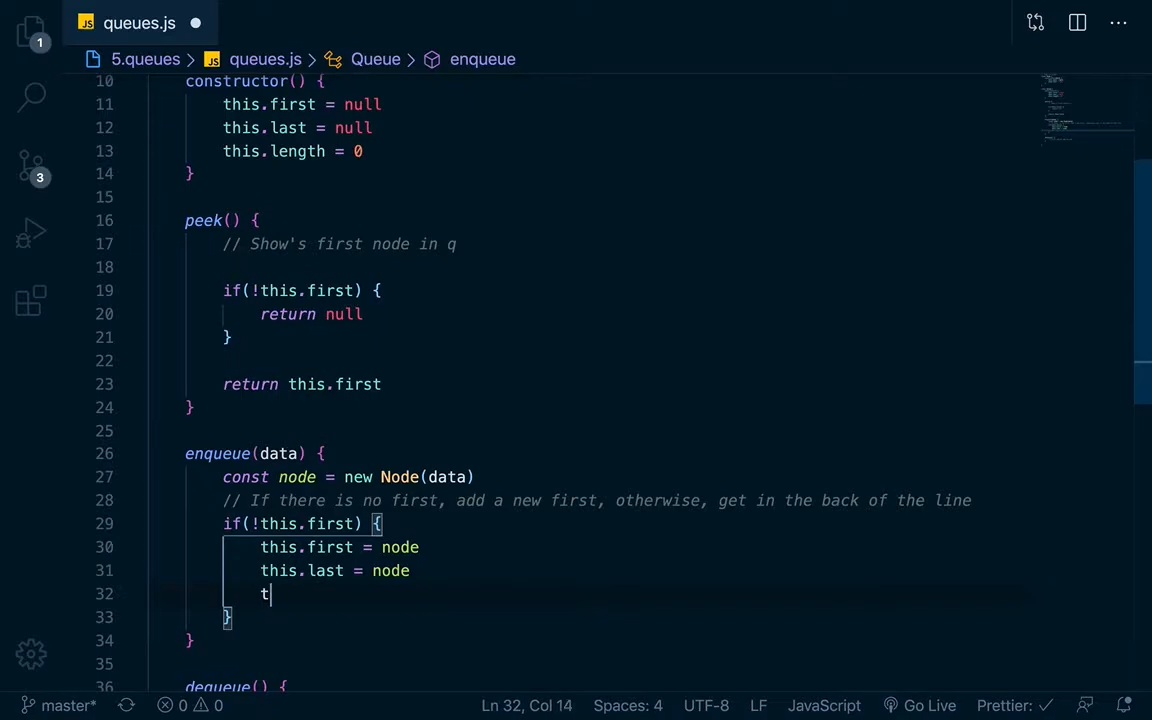 1
JS queues.js
5.queues > JS queues.js > Queue > enqueue
10 constructor() {
11 this.first = null
12 this.last = null
13 this.length = 0
14 }
15
16 peek() {
17 // Show's first node in q
18
19 if(!this.first) {
20 return null
21 }
22
23 return this.first
24 }
25
26 enqueue(data) {
27 const node = new Node(data)
28 // If there is no first, add a new first, otherwise, get in the back of the line
29 if(!this.first) {
30 this.first = node
31 this.last = node
32 t
33 }
34 }
35
36 dequeue() {
3
master* 0 0 Ln 32, Col 14 Spaces: 4 UTF-8 LF JavaScript Go Live Prettier: ✓